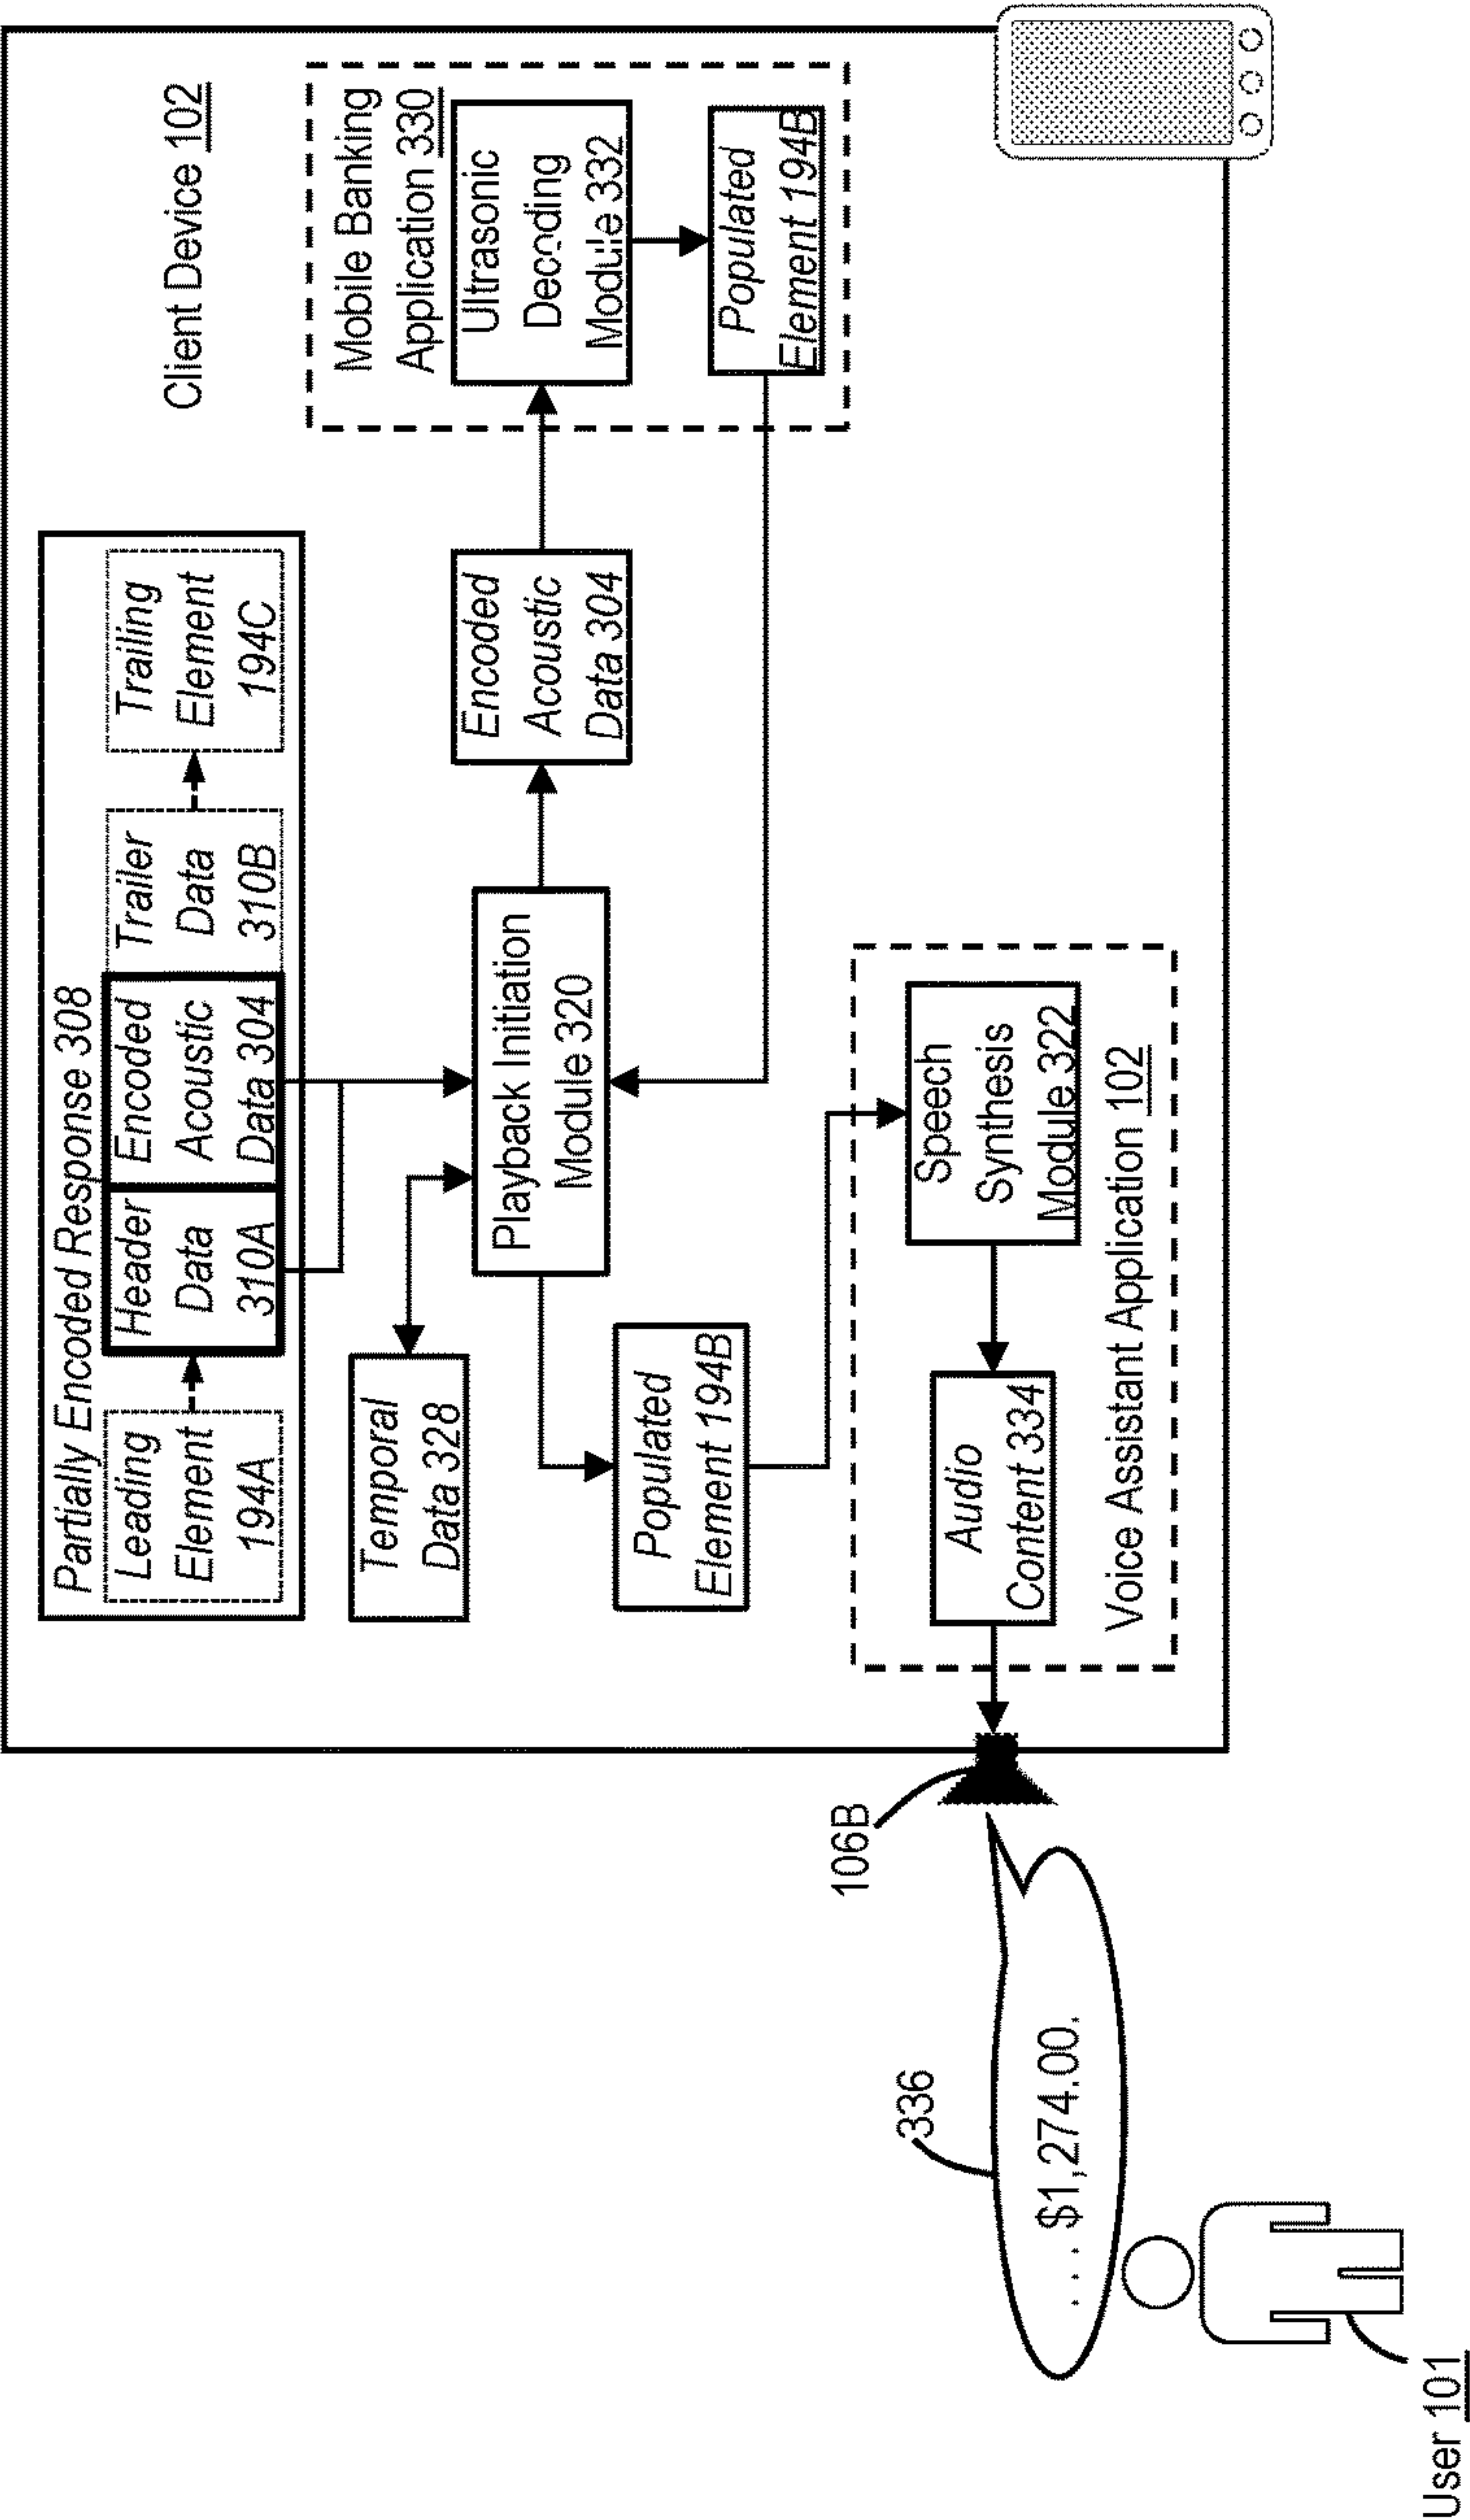 Client Device 102
Partially Encoded Response 308
Leading
Element
194A
Header
Data
310A
Encoded
Acoustic
Data 304
Trailer
Data
310B
Trailing
Element
194C
Mobile Banking
Application 330
Ultrasonic
Decoding
Module 332
Populated
Element 194B
Encoded
Acoustic
Data 304
Playback Initiation
Module 320
Temporal
Data 328
Populated
Element 194B
Speech
Synthesis
Module 322
Audio
Content 334
Voice Assistant Application 102
106B
336
. . . $1,274.00.
User 101